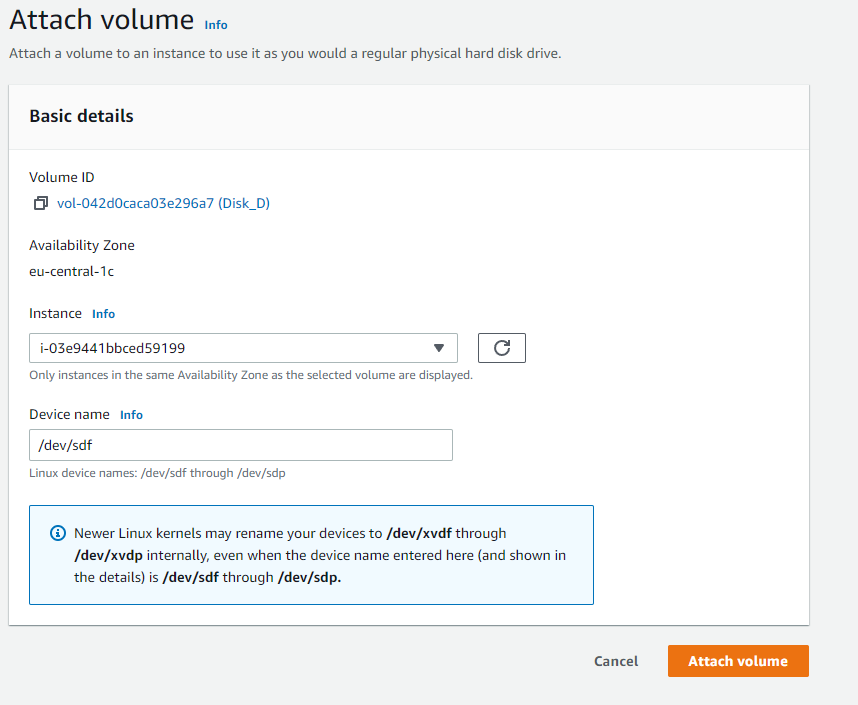 Attach volume Info
Attach a volume to an instance to use it as you would a regular physical hard disk drive.
Basic details
Volume ID
vol-042d0caca03e296a7 (Disk_D)
Availability Zone
eu-central-1c
Instance Info
i-03e9441bbced59199
Only instances in the same Availability Zone as the selected volume are displayed.
Device name Info
/dev/sdf
Linux device names: /dev/sdf through /dev/sdp
Newer Linux kernels may rename your devices to /dev/xvdf through
/dev/xvdp internally, even when the device name entered here (and shown in
the details) is /dev/sdf through /dev/sdp.
Cancel
Attach volume